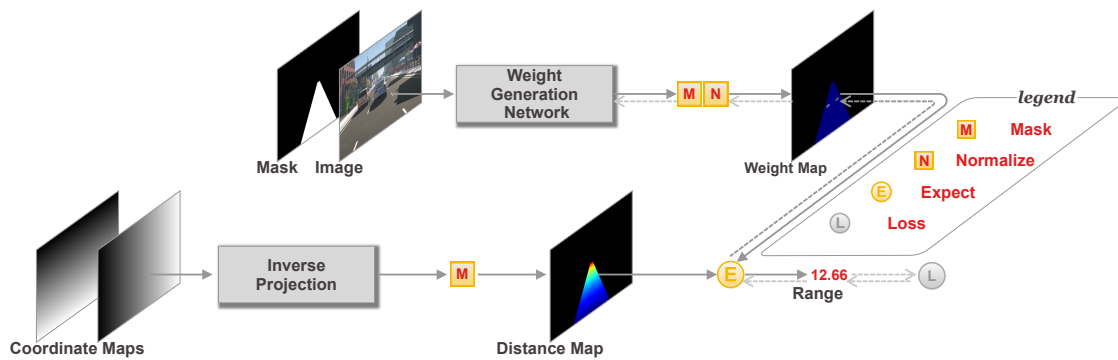 Weight
Generation
Network
M N
Mask Image
Weight Map
legend
M Mask
N Normalize
E Expect
L Loss
Inverse
Projection
M
E
12.66
L
Range
Coordinate Maps
Distance Map